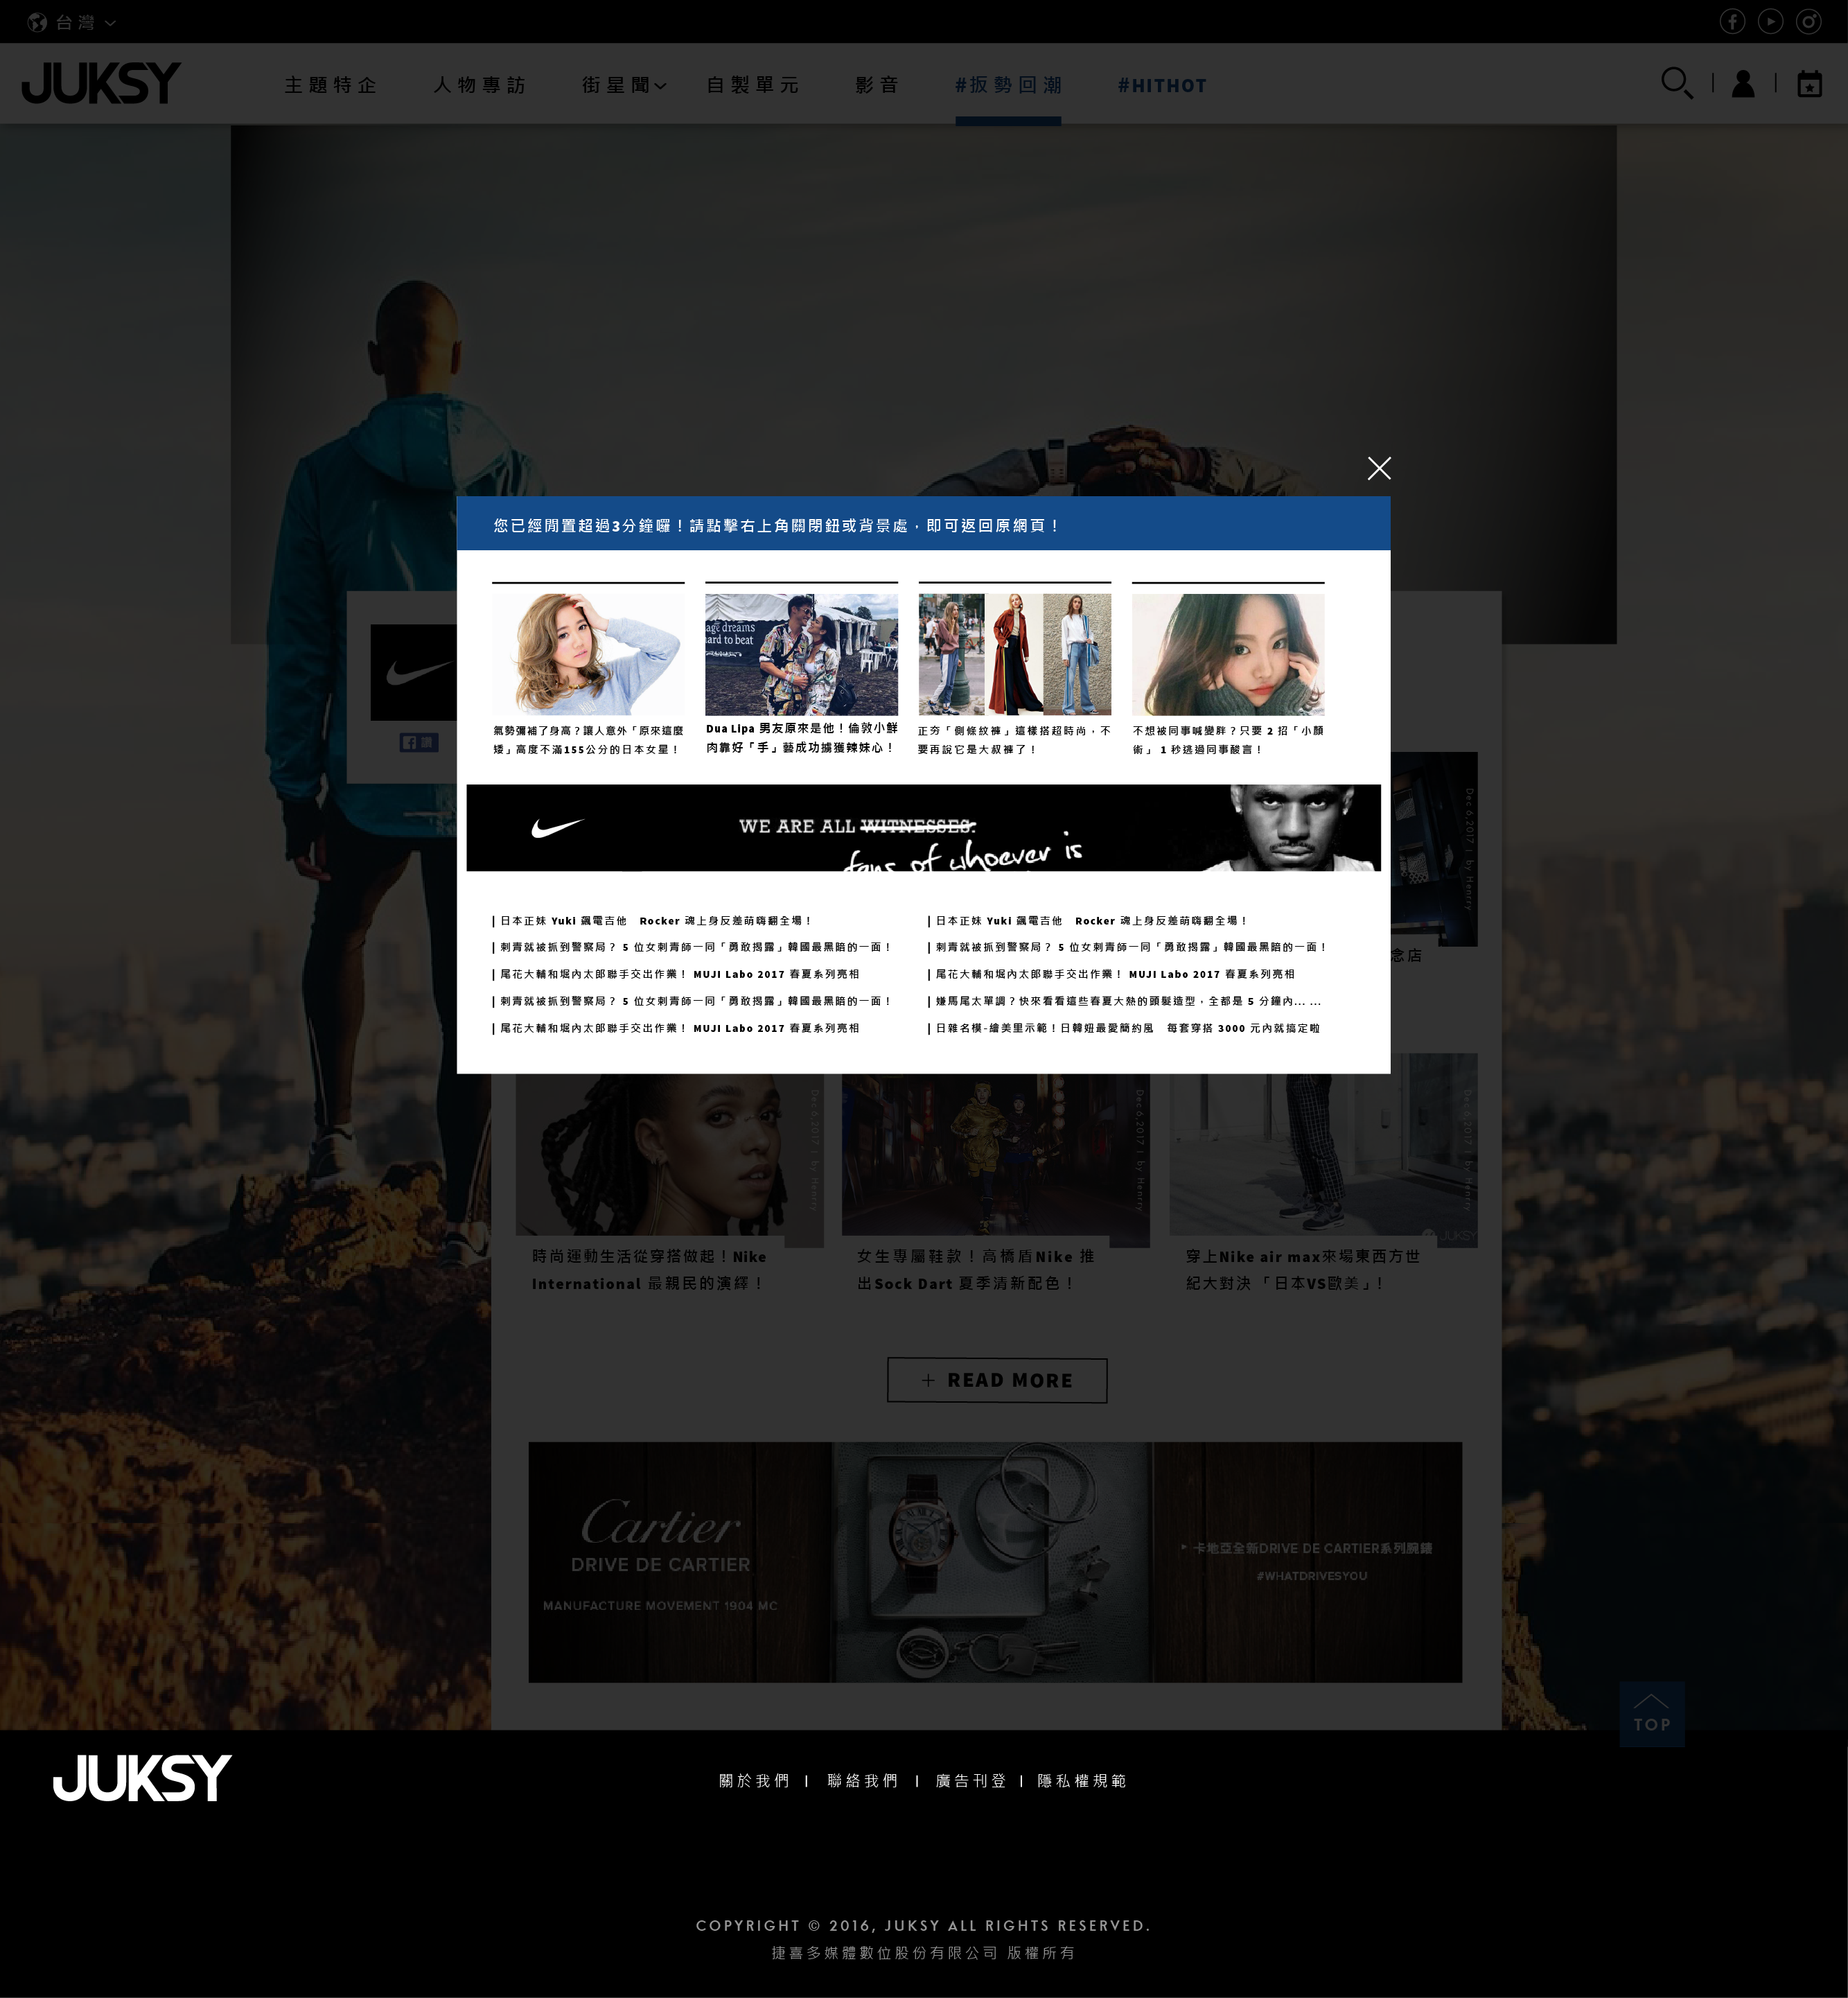 台灣
JUKSY
主題特企
人物專訪
街星聞
自製單元
影音
#扳勢回潮
#HITHOT
您已經閒置超過3分鐘囉！請點擊右上角關閉鈕或背景處，即可返回原網頁！
age dreams
hard to beat
氣勢彌補了身高？讓人意外「原來這麼
矮」高度不滿155公分的日本女星！
Dua Lipa 男友原來是他！倫敦小鮮
肉靠好「手」藝成功擄獲辣妹心！
正夯「側條紋褲」這樣搭超時尚，不
要再說它是大叔褲了！
不想被同事喊變胖？只要 2 招「小顏
術」 1 秒逃過同事酸言！
讚
WE ARE ALL WITNESSES.
fans of whoever is
日本正妹 Yuki 飆電吉他　Rocker 魂上身反差萌嗨翻全場！
刺青就被抓到警察局？ 5 位女刺青師一同「勇敢揭露」韓國最黑暗的一面！
尾花大輔和堀內太郎聯手交出作業！ MUJI Labo 2017 春夏系列亮相
刺青就被抓到警察局？ 5 位女刺青師一同「勇敢揭露」韓國最黑暗的一面！
尾花大輔和堀內太郎聯手交出作業！ MUJI Labo 2017 春夏系列亮相
日本正妹 Yuki 飆電吉他　Rocker 魂上身反差萌嗨翻全場！
刺青就被抓到警察局？ 5 位女刺青師一同「勇敢揭露」韓國最黑暗的一面！
尾花大輔和堀內太郎聯手交出作業！ MUJI Labo 2017 春夏系列亮相
嫌馬尾太單調？快來看看這些春夏大熱的頭髮造型，全都是 5 分鐘內... ...
日雜名模-繪美里示範！日韓妞最愛簡約風　每套穿搭 3000 元內就搞定啦
Dec 6,2017 | by Henrry
念店
Dec 6,2017 | by Henrry
Dec 6,2017 | by Henrry
Dec 6,2017 | by Henrry
JUKSY
時尚運動生活從穿搭做起！Nike
International 最親民的演繹！
女生專屬鞋款！高橋盾Nike 推
出Sock Dart 夏季清新配色！
穿上Nike air max來場東西方世
紀大對決「日本VS歐美」！
+ READ MORE
Cartier
DRIVE DE CARTIER
MANUFACTURE MOVEMENT 1904 MC
卡地亞全新DRIVE DE CARTIER系列腕錶
#WHATDRIVESYOU
TOP
JUKSY
關於我們 | 聯絡我們 | 廣告刊登 | 隱私權規範
COPYRIGHT © 2016, JUKSY ALL RIGHTS RESERVED.
捷喜多媒體數位股份有限公司 版權所有